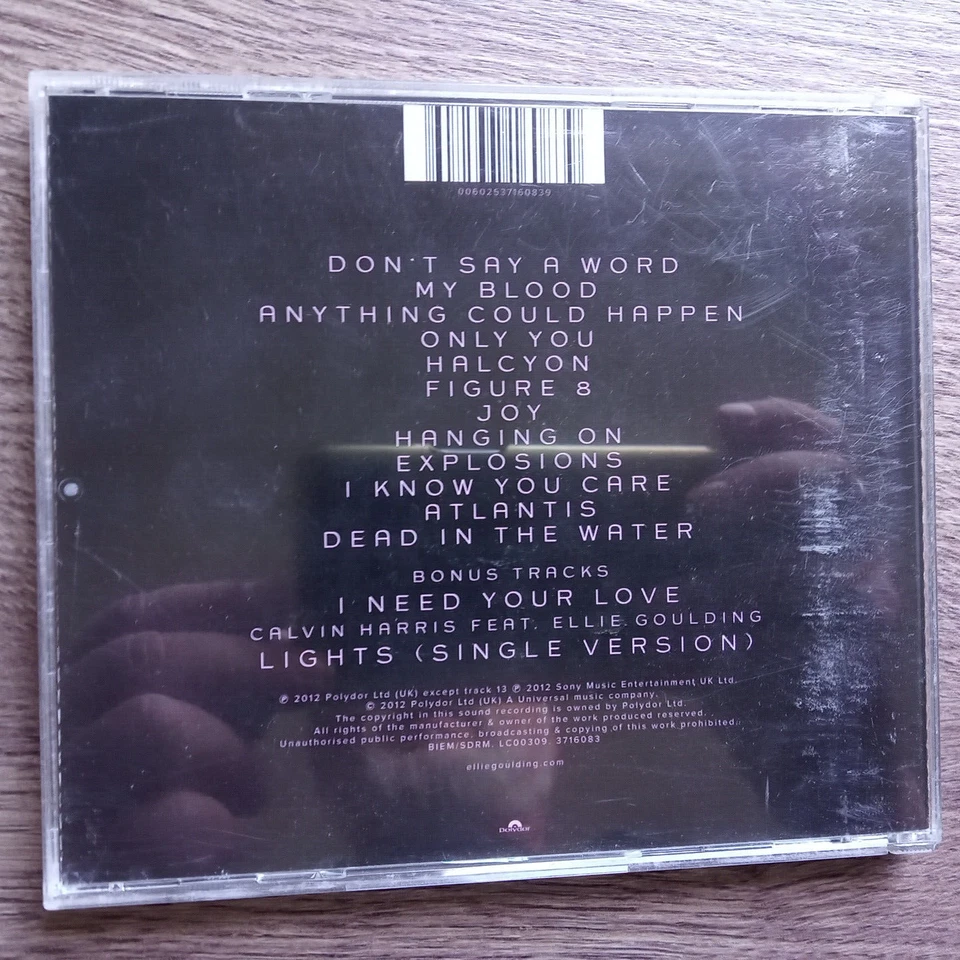 00602537160839
DON'T SAY A WORD
MY BLOOD
ANYTHING COULD HAPPEN
ONLY YOU
HALCYON
FIGURE 8
JOY
HANGING ON
EXPLOSIONS
I KNOW YOU CARE
ATLANTIS
DEAD IN THE WATER
BONUS TRACKS
I NEED YOUR LOVE
CALVIN HARRIS FEAT. ELLIE GOULDING
LIGHTS (SINGLE VERSION)
℗ 2012 Polydor Ltd (UK) except track 13 ℗ 2012 Sony Music Entertainment UK Ltd.
© 2012 Polydor Ltd (UK) A Universal music company.
The copyright in this sound recording is owned by Polydor Ltd.
All rights of the manufacturer & owner of the work produced reserved.
Unauthorised public performance, broadcasting & copying of this work prohibited.
BIEM/SDRM. LC00309. 3716083
elliegoulding.com
Polydor